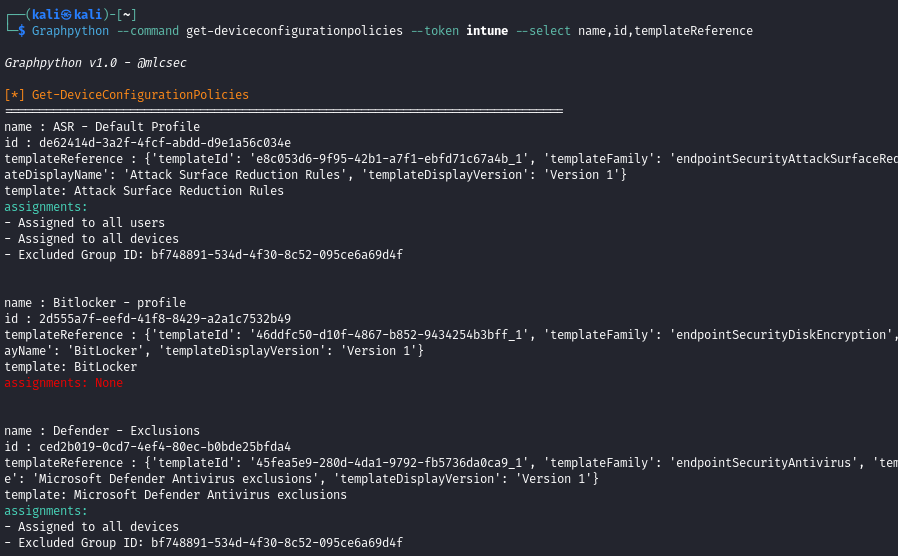 ┌──(kali㉿kali)-[~]
└─$ Graphpython --command get-deviceconfigurationpolicies --token intune --select name,id,templateReference
Graphpython v1.0 - @mlcsec
[*] Get-DeviceConfigurationPolicies
================================================================================
name : ASR - Default Profile
id : de62414d-3a2f-4fcf-abdd-d9e1a56c034e
templateReference : {'templateId': 'e8c053d6-9f95-42b1-a7f1-ebfd71c67a4b_1', 'templateFamily': 'endpointSecurityAttackSurfaceRed
ateDisplayName': 'Attack Surface Reduction Rules', 'templateDisplayVersion': 'Version 1'}
template: Attack Surface Reduction Rules
assignments:
- Assigned to all users
- Assigned to all devices
- Excluded Group ID: bf748891-534d-4f30-8c52-095ce6a69d4f
name : Bitlocker - profile
id : 2d555a7f-eefd-41f8-8429-a2a1c7532b49
templateReference : {'templateId': '46ddfc50-d10f-4867-b852-9434254b3bff_1', 'templateFamily': 'endpointSecurityDiskEncryption',
ayName': 'BitLocker', 'templateDisplayVersion': 'Version 1'}
template: BitLocker
assignments: None
name : Defender - Exclusions
id : ced2b019-0cd7-4ef4-80ec-b0bde25bfda4
templateReference : {'templateId': '45fea5e9-280d-4da1-9792-fb5736da0ca9_1', 'templateFamily': 'endpointSecurityAntivirus', 'tem
e': 'Microsoft Defender Antivirus exclusions', 'templateDisplayVersion': 'Version 1'}
template: Microsoft Defender Antivirus exclusions
assignments:
- Assigned to all devices
- Excluded Group ID: bf748891-534d-4f30-8c52-095ce6a69d4f